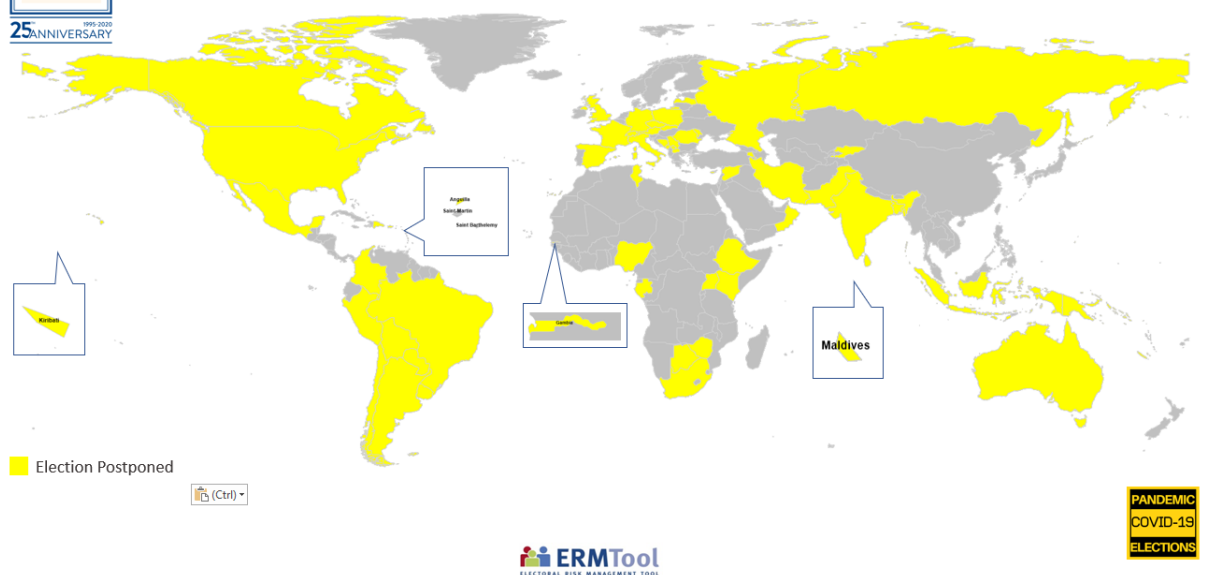 25TH 1995-2020
ANNIVERSARY
Anguilla
Saint Martin
Saint Barthelemy
Kiribati
Gambia
Maldives
Election Postponed
(Ctrl)
PANDEMIC
COVID-19
ELECTIONS
ERMTool
ELECTORAL RISK MANAGEMENT TOOL